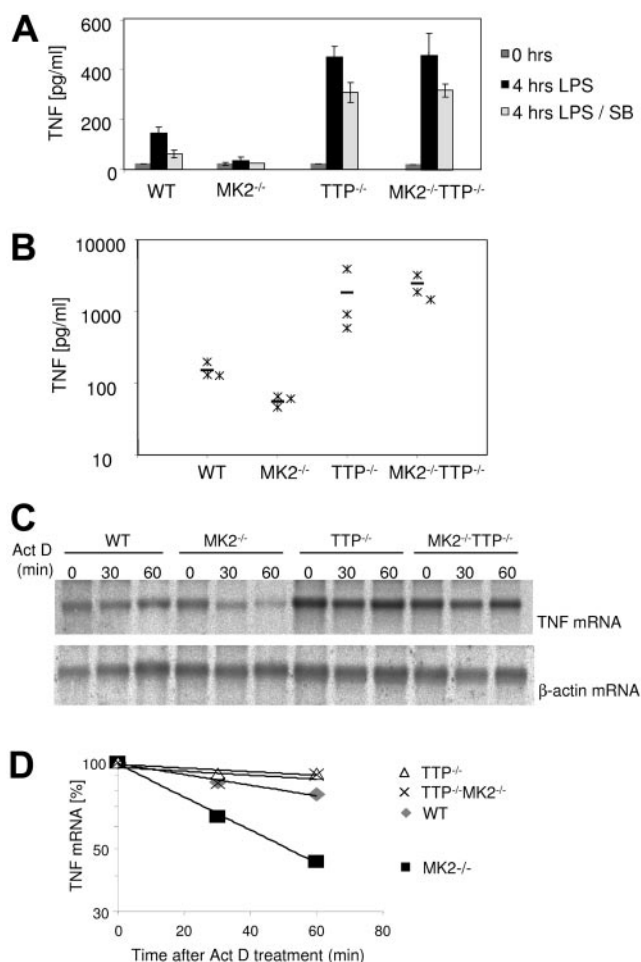 A
TNF [pg/ml]
600
400
200
0
WT
MK2-/-
TTP-/-
MK2-/-TTP-/-
0 hrs
4 hrs LPS
4 hrs LPS / SB
B
TNF [pg/ml]
10000
1000
100
10
WT
MK2-/-
TTP-/-
MK2-/-TTP-/-
C
WT MK2-/- TTP-/- MK2-/-TTP-/-
Act D
(min) 0 30 60 0 30 60 0 30 60 0 30 60
TNF mRNA
β-actin mRNA
D
TNF mRNA [%]
100
50
30
0 20 40 60 80
Time after Act D treatment (min)
TTP-/-
TTP-/-MK2-/-
WT
MK2-/-